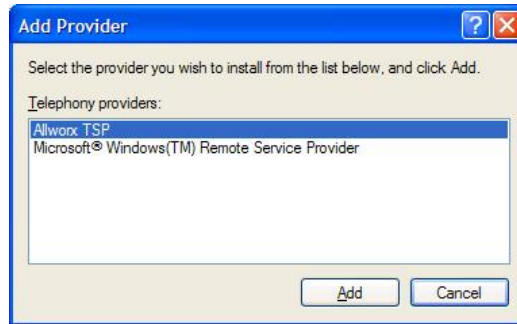 Add Provider
Select the provider you wish to install from the list below, and click Add.
Telephony providers:
Allworx TSP
Microsoft® Windows(TM) Remote Service Provider
Add
Cancel